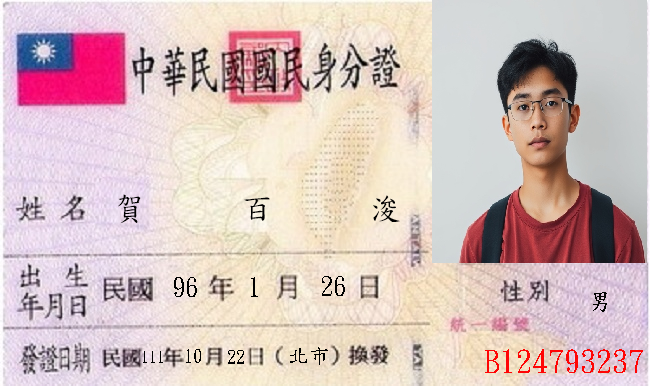 中華民國國民身分證
姓名 賀 百 浚
出生年月日 民國 96 年 1 月 26 日
性別 男
統一編號
發證日期 民國111年10月22日（北市）換發
B124793237